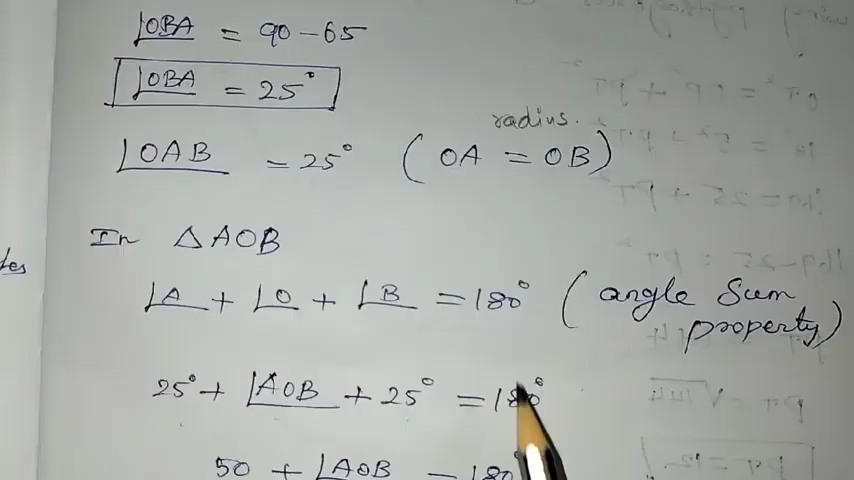 ∠OBA = 90 - 65
∠OBA = 25°
radius.
∠OAB = 25° ( OA = OB )
In △AOB
∠A + ∠O + ∠B = 180° ( angle Sum
property)
25° + ∠AOB + 25° = 180°
50 + ∠AOB = 180°